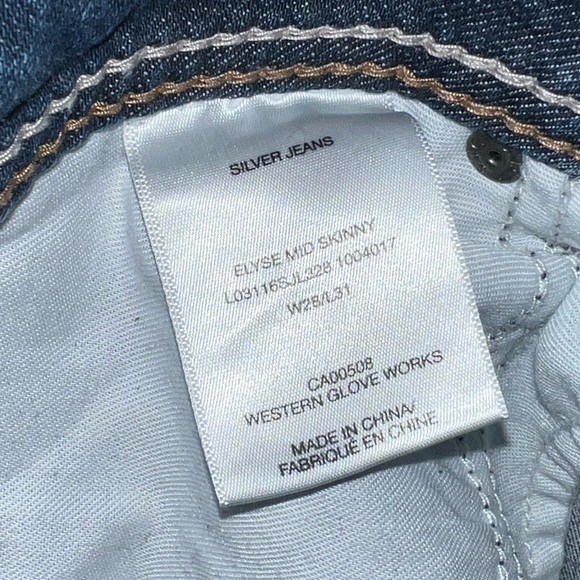 SILVER JEANS
ELYSE MID SKINNY
L03116SJL328 1004017
W28/L31
CA00508
WESTERN GLOVE WORKS
MADE IN CHINA/
FABRIQUÉ EN CHINE